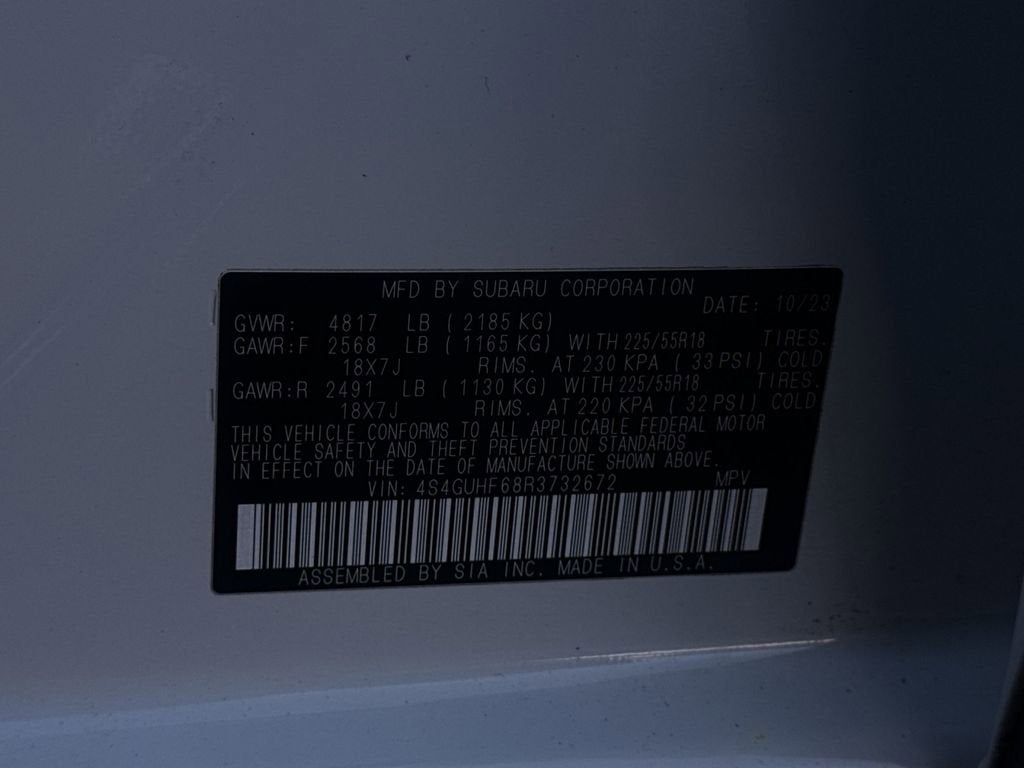 MFD BY SUBARU CORPORATION
DATE: 10/23
GVWR: 4817 LB ( 2185 KG)
GAWR:F 2568 LB ( 1165 KG) WITH 225/55R18 TIRES.
18X7J RIMS. AT 230 KPA ( 33 PSI) COLD
GAWR:R 2491 LB ( 1130 KG) WITH 225/55R18 TIRES.
18X7J RIMS. AT 220 KPA ( 32 PSI) COLD
THIS VEHICLE CONFORMS TO ALL APPLICABLE FEDERAL MOTOR
VEHICLE SAFETY AND THEFT PREVENTION STANDARDS
IN EFFECT ON THE DATE OF MANUFACTURE SHOWN ABOVE.
VIN: 4S4GUHF68R3732672 MPV
ASSEMBLED BY SIA INC. MADE IN U.S.A.